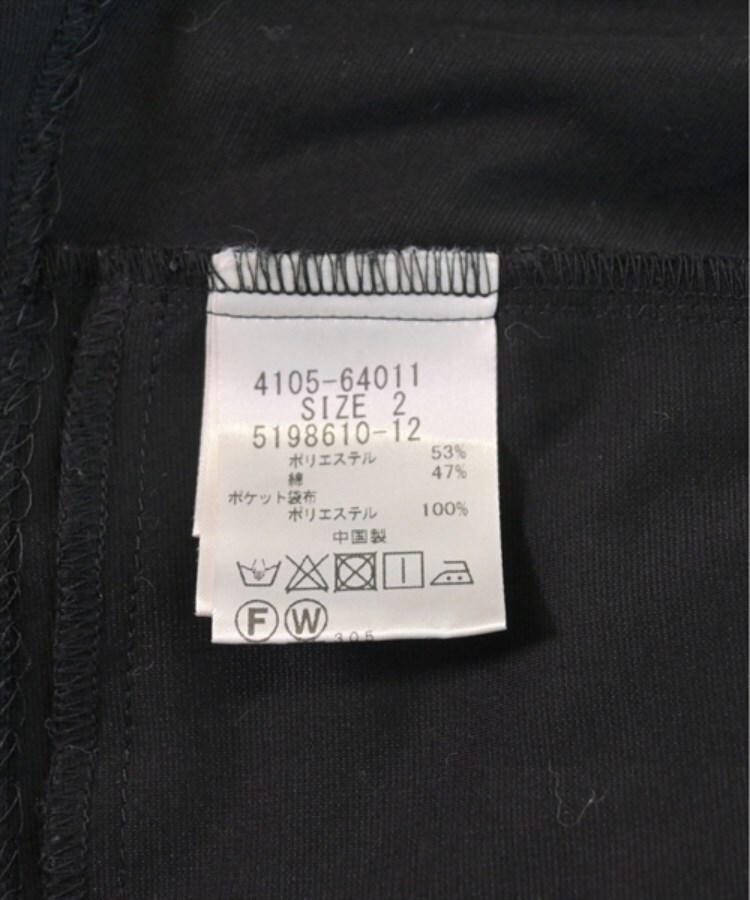 4105-64011
SIZE 2
5198610-12
ポリエステル 53%
綿 47%
ポケット袋布
ポリエステル 100%
中国製
F W 305